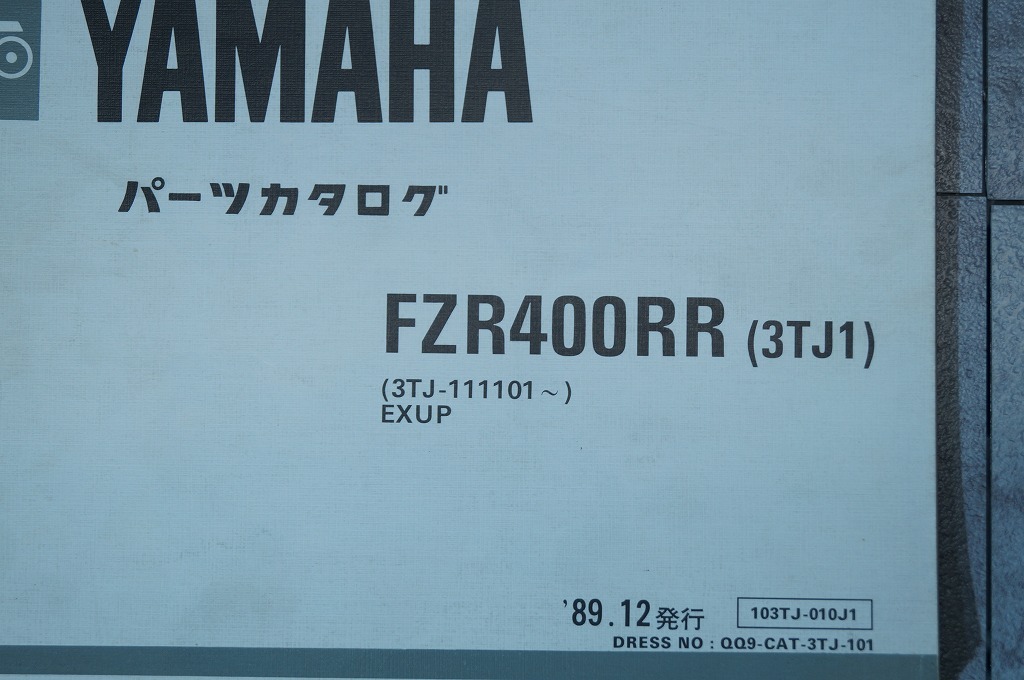 YAMAHA
パーツカタログ
FZR400RR (3TJ1)
(3TJ-111101～)
EXUP
'89.12発行 103TJ-010J1
DRESS NO : QQ9-CAT-3TJ-101